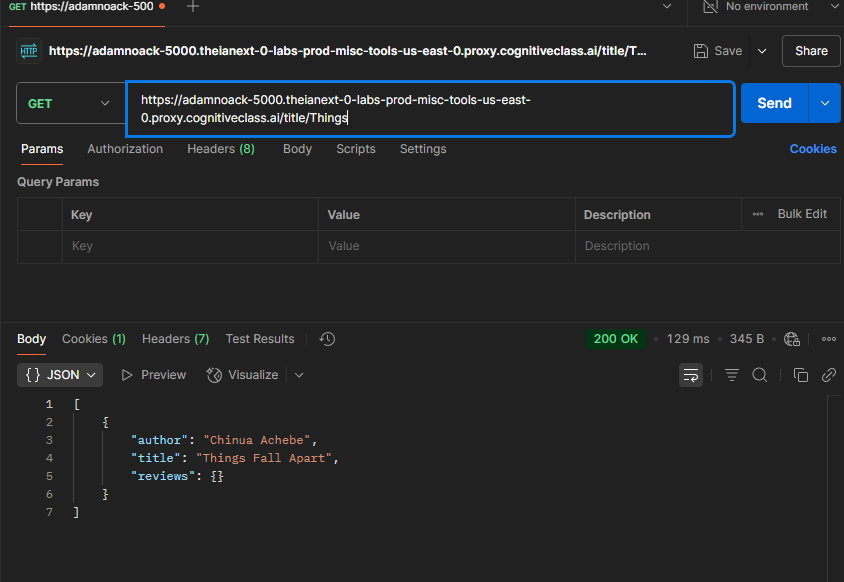 GET https://adamnoack-500
No environment
HTTP https://adamnoack-5000.theianext-0-labs-prod-misc-tools-us-east-0.proxy.cognitiveclass.ai/title/T...
Save
Share
GET
https://adamnoack-5000.theianext-0-labs-prod-misc-tools-us-east-
0.proxy.cognitiveclass.ai/title/Things
Send
Params Authorization Headers (8) Body Scripts Settings Cookies
Query Params
Key Value Description ••• Bulk Edit
Key Value Description
Body Cookies (1) Headers (7) Test Results 200 OK • 129 ms • 345 B •
{} JSON Preview Visualize
1 [
2 {
3 "author": "Chinua Achebe",
4 "title": "Things Fall Apart",
5 "reviews": {}
6 }
7 ]